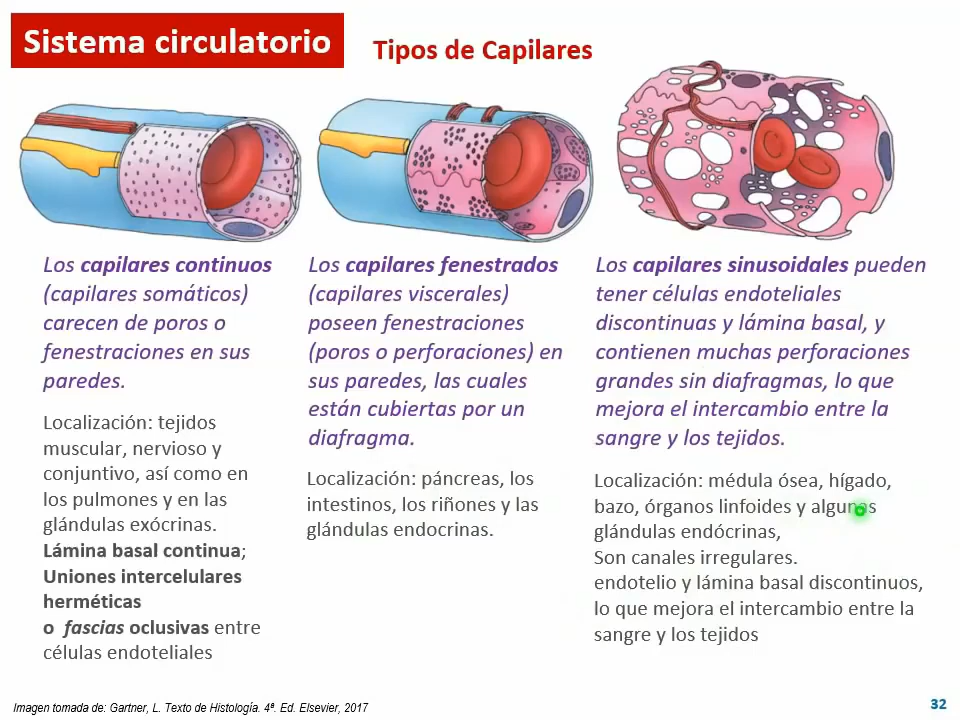 Sistema circulatorio
Tipos de Capilares
Los capilares continuos
(capilares somáticos)
carecen de poros o
fenestraciones en sus
paredes.
Localización: tejidos
muscular, nervioso y
conjuntivo, así como en
los pulmones y en las
glándulas exócrinas.
Lámina basal continua;
Uniones intercelulares
herméticas
o fascias oclusivas entre
células endoteliales
Los capilares fenestrados
(capilares viscerales)
poseen fenestraciones
(poros o perforaciones) en
sus paredes, las cuales
están cubiertas por un
diafragma.
Localización: páncreas, los
intestinos, los riñones y las
glándulas endocrinas.
Los capilares sinusoidales pueden
tener células endoteliales
discontinuas y lámina basal, y
contienen muchas perforaciones
grandes sin diafragmas, lo que
mejora el intercambio entre la
sangre y los tejidos.
Localización: médula ósea, hígado,
bazo, órganos linfoides y algunas
glándulas endócrinas,
Son canales irregulares.
endotelio y lámina basal discontinuos,
lo que mejora el intercambio entre la
sangre y los tejidos
Imagen tomada de: Gartner, L. Texto de Histología. 4ª. Ed. Elsevier, 2017
32